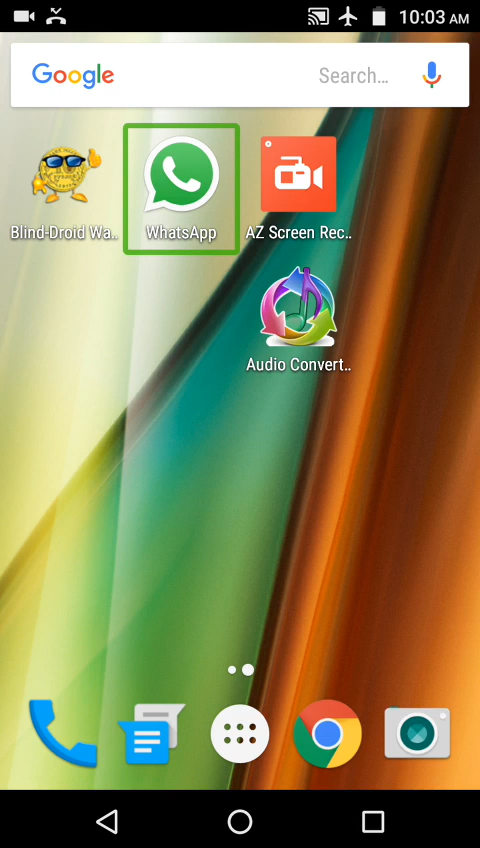 10:03 AM
Google Search...
Blind-Droid Wa.. WhatsApp AZ Screen Rec..
Audio Convert..